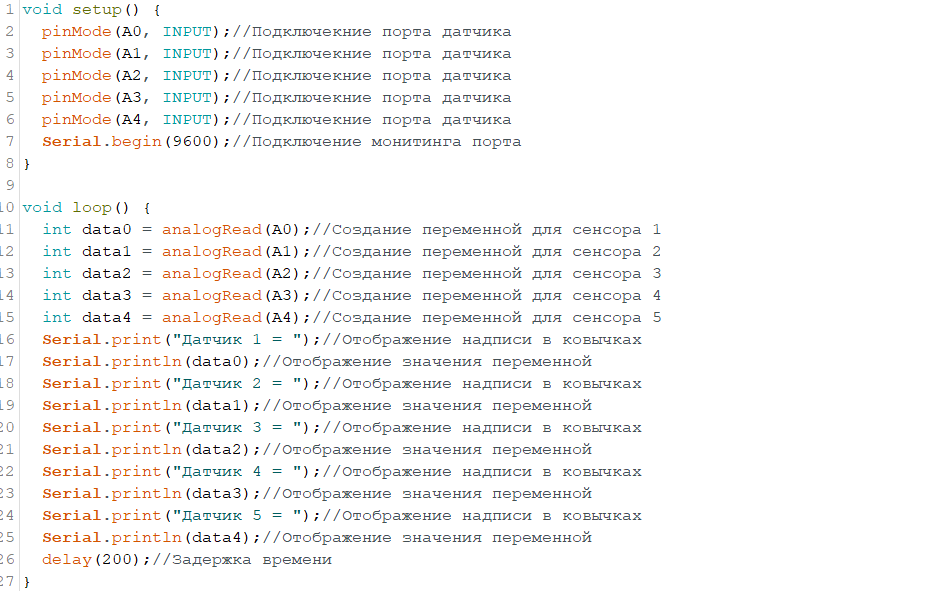 1 void setup() {
2   pinMode(A0, INPUT);//Подключекние порта датчика
3   pinMode(A1, INPUT);//Подключекние порта датчика
4   pinMode(A2, INPUT);//Подключекние порта датчика
5   pinMode(A3, INPUT);//Подключекние порта датчика
6   pinMode(A4, INPUT);//Подключекние порта датчика
7   Serial.begin(9600);//Подключение монитинга порта
8 }
9
10 void loop() {
11   int data0 = analogRead(A0);//Создание переменной для сенсора 1
12   int data1 = analogRead(A1);//Создание переменной для сенсора 2
13   int data2 = analogRead(A2);//Создание переменной для сенсора 3
14   int data3 = analogRead(A3);//Создание переменной для сенсора 4
15   int data4 = analogRead(A4);//Создание переменной для сенсора 5
16   Serial.print("Датчик 1 = ");//Отображение надписи в ковычках
17   Serial.println(data0);//Отображение значения переменной
18   Serial.print("Датчик 2 = ");//Отображение надписи в ковычках
19   Serial.println(data1);//Отображение значения переменной
20   Serial.print("Датчик 3 = ");//Отображение надписи в ковычках
21   Serial.println(data2);//Отображение значения переменной
22   Serial.print("Датчик 4 = ");//Отображение надписи в ковычках
23   Serial.println(data3);//Отображение значения переменной
24   Serial.print("Датчик 5 = ");//Отображение надписи в ковычках
25   Serial.println(data4);//Отображение значения переменной
26   delay(200);//Задержка времени
27 }